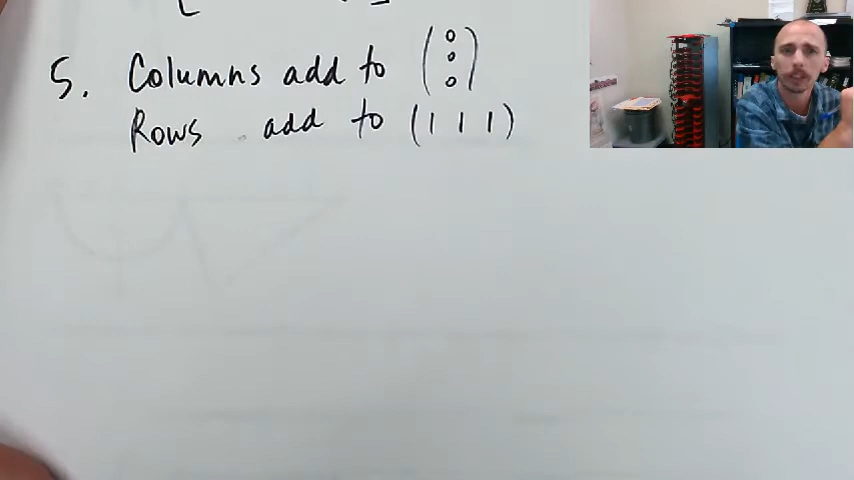 5. Columns add to (0 0 0)
Rows add to (1 1 1)